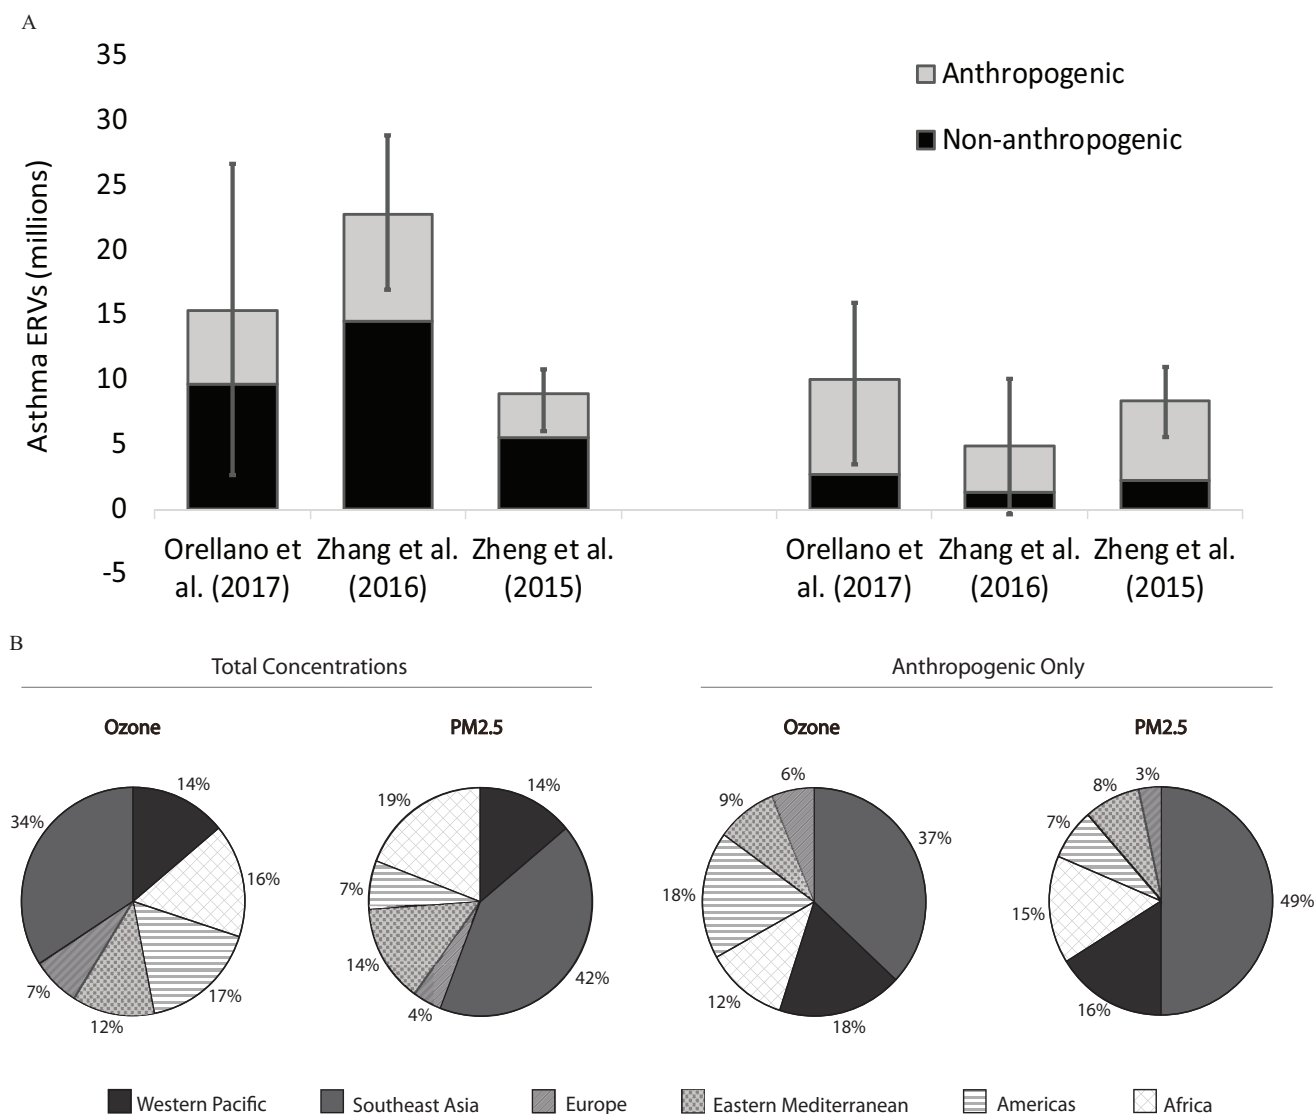 A
35
30
25
20
15
10
5
0
-5
Asthma ERVs (millions)
Anthropogenic
Non-anthropogenic
Orellano et
al. (2017)
Zhang et al.
(2016)
Zheng et al.
(2015)
Orellano et
al. (2017)
Zhang et al.
(2016)
Zheng et al.
(2015)
B
Total Concentrations
Anthropogenic Only
Ozone
14%
16%
17%
12%
7%
34%
PM2.5
14%
42%
4%
14%
7%
19%
Ozone
37%
18%
12%
18%
9%
6%
PM2.5
49%
16%
15%
7%
8%
3%
Western Pacific
Southeast Asia
Europe
Eastern Mediterranean
Americas
Africa